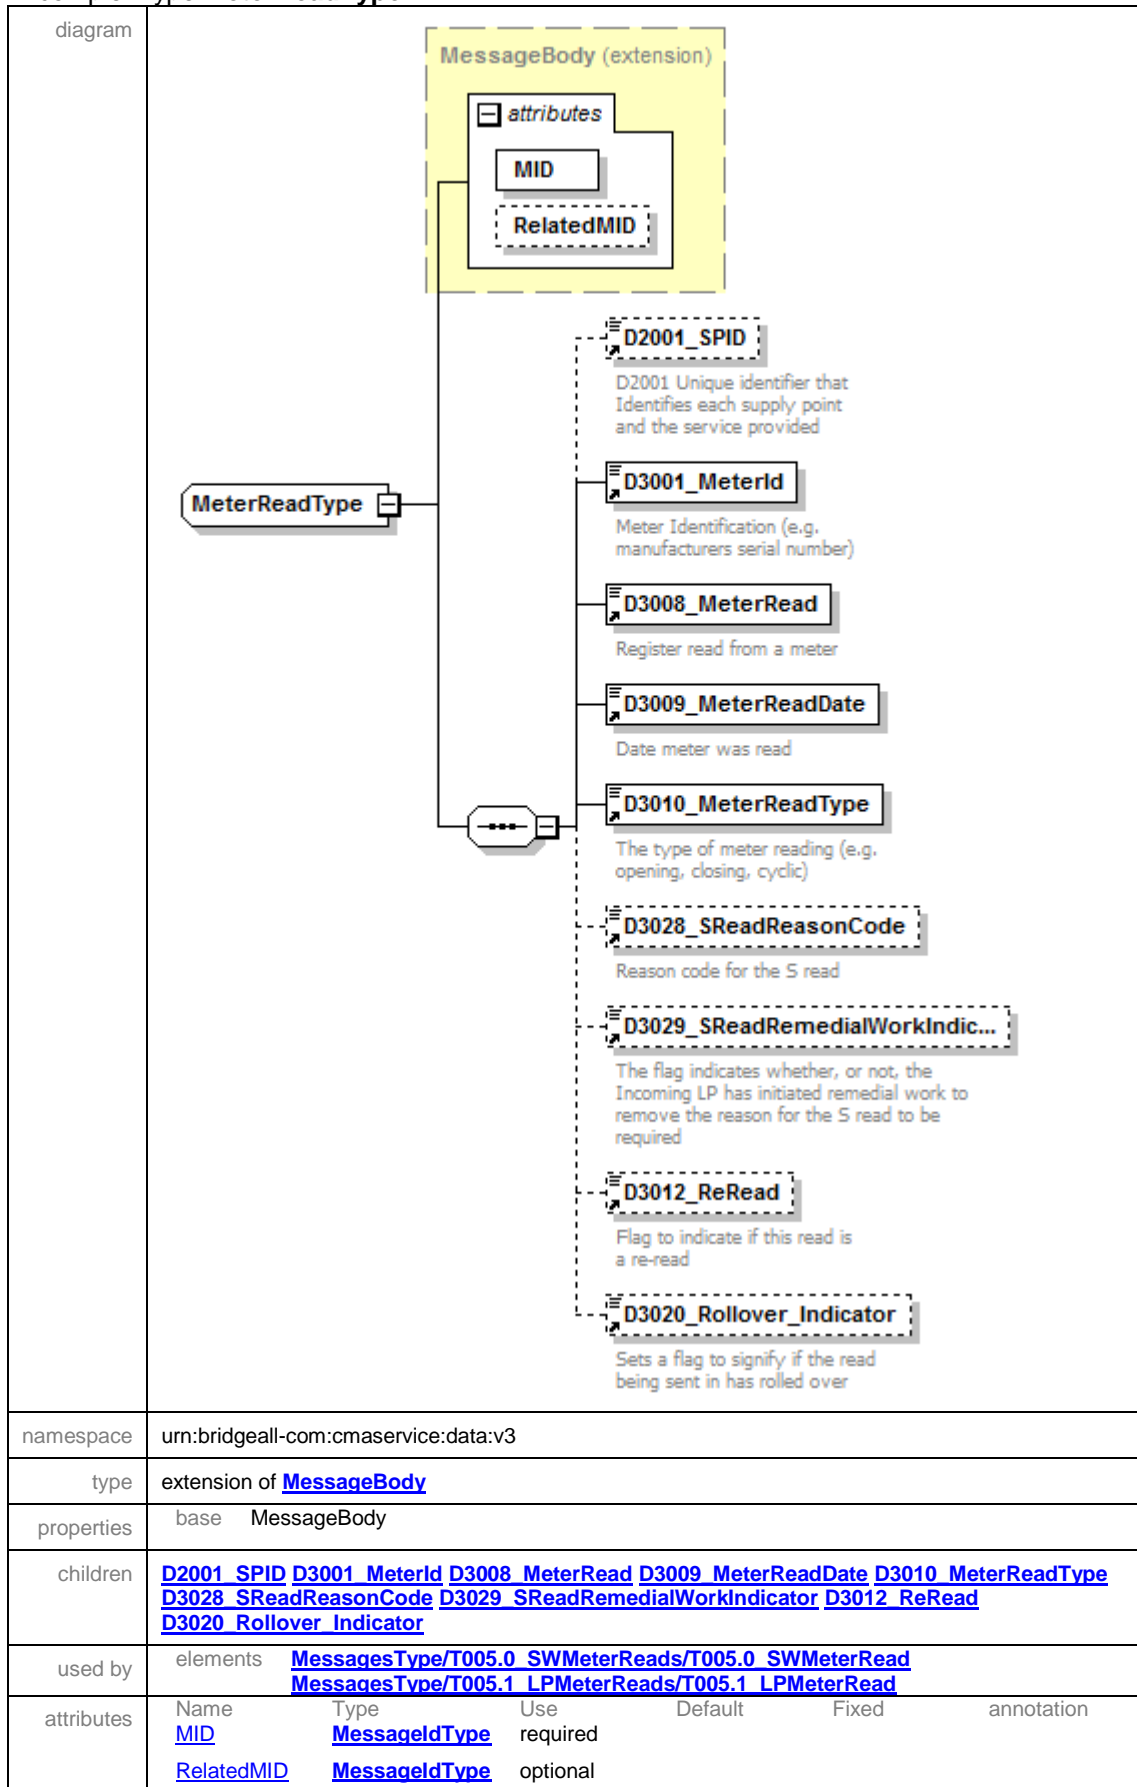 diagram
MessageBody (extension)
attributes
MID
RelatedMID
D2001_SPID
D2001 Unique identifier that
Identifies each supply point
and the service provided
MeterReadType
D3001_MeterId
Meter Identification (e.g.
manufacturers serial number)
D3008_MeterRead
Register read from a meter
D3009_MeterReadDate
Date meter was read
D3010_MeterReadType
The type of meter reading (e.g.
opening, closing, cyclic)
D3028_SReadReasonCode
Reason code for the S read
D3029_SReadRemedialWorkIndic...
The flag indicates whether, or not, the
Incoming LP has initiated remedial work to
remove the reason for the S read to be
required
D3012_ReRead
Flag to indicate if this read is
a re-read
D3020_Rollover_Indicator
Sets a flag to signify if the read
being sent in has rolled over
namespace urn:bridgeall-com:cmaservice:data:v3
type extension of MessageBody
properties base MessageBody
children D2001_SPID D3001_MeterId D3008_MeterRead D3009_MeterReadDate D3010_MeterReadType
D3028_SReadReasonCode D3029_SReadRemedialWorkIndicator D3012_ReRead
D3020_Rollover_Indicator
used by elements MessagesType/T005.0_SWMeterReads/T005.0_SWMeterRead
MessagesType/T005.1_LPMeterReads/T005.1_LPMeterRead
attributes Name Type Use Default Fixed annotation
MID MessageIdType required
RelatedMID MessageIdType optional